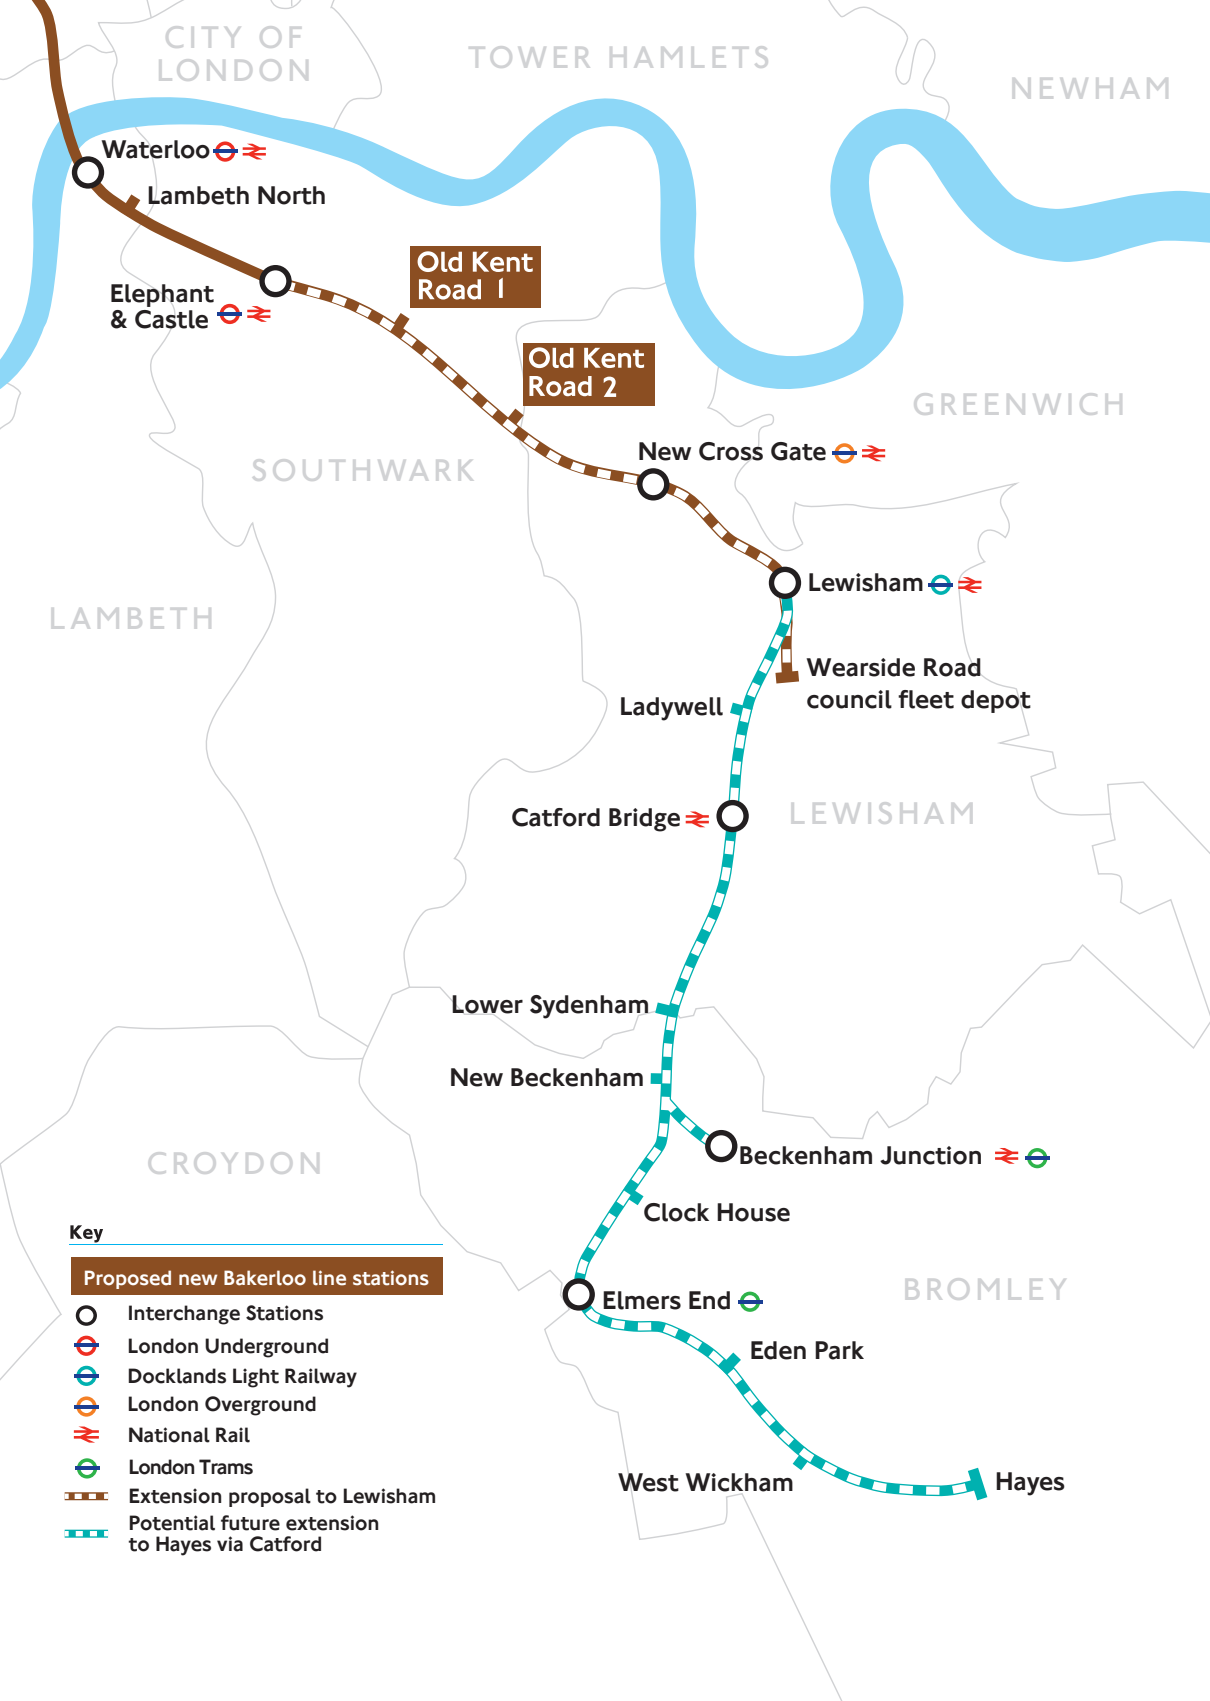 CITY OF
LONDON
TOWER HAMLETS
NEWHAM
Waterloo
Lambeth North
Old Kent
Road 1
Elephant
& Castle
Old Kent
Road 2
GREENWICH
New Cross Gate
SOUTHWARK
Lewisham
LAMBETH
Wearside Road
council fleet depot
Ladywell
Catford Bridge
LEWISHAM
Lower Sydenham
New Beckenham
Beckenham Junction
CROYDON
Clock House
Key
Proposed new Bakerloo line stations
Interchange Stations
London Underground
Docklands Light Railway
London Overground
National Rail
London Trams
Extension proposal to Lewisham
Potential future extension
to Hayes via Catford
BROMLEY
Elmers End
Eden Park
West Wickham
Hayes